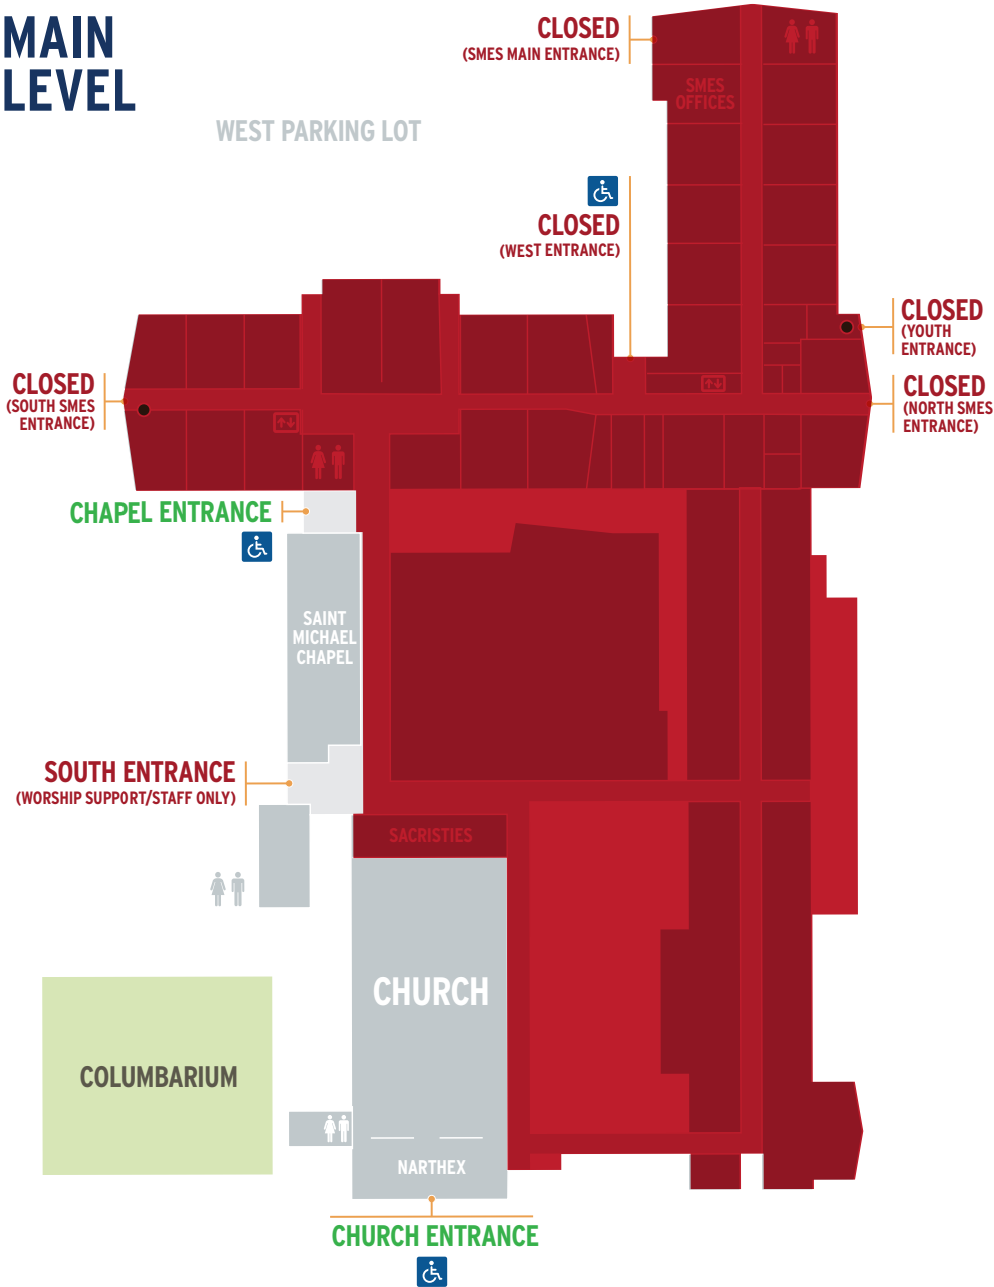 MAIN
LEVEL
CLOSED
(SMES MAIN ENTRANCE)
SMES
OFFICES
WEST PARKING LOT
CLOSED
(WEST ENTRANCE)
CLOSED
(YOUTH
ENTRANCE)
CLOSED
(SOUTH SMES
ENTRANCE)
CLOSED
(NORTH SMES
ENTRANCE)
CHAPEL ENTRANCE
SAINT
MICHAEL
CHAPEL
SOUTH ENTRANCE
(WORSHIP SUPPORT/STAFF ONLY)
SACRISTIES
CHURCH
COLUMBARIUM
NARTHEX
CHURCH ENTRANCE